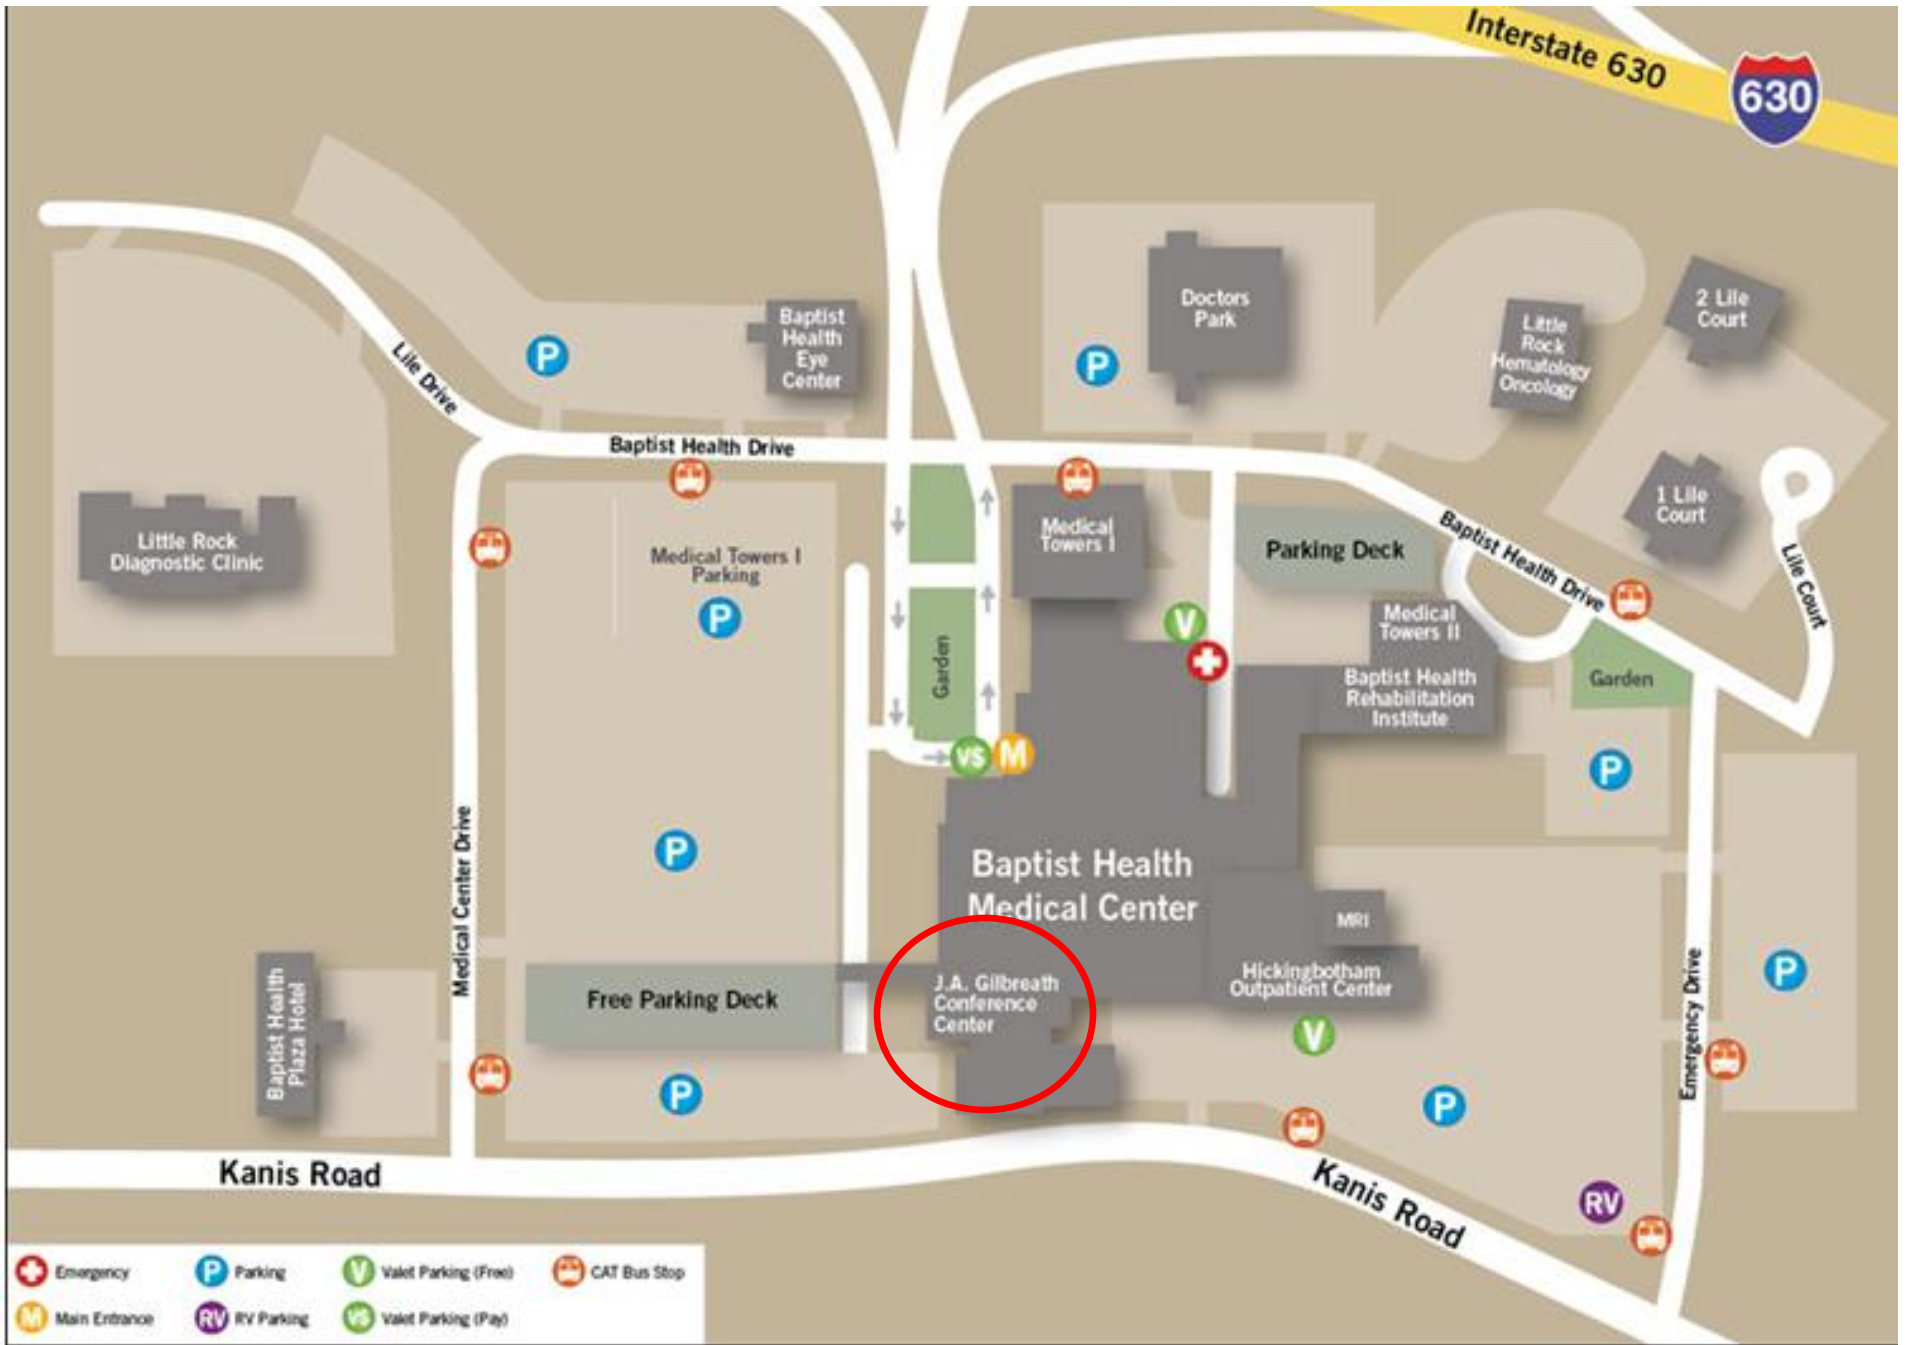 Interstate 630
630
Baptist
Health
Eye
Center
Doctors
Park
Little
Rock
Hematology
Oncology
2 Lile
Court
Lile Drive
Baptist Health Drive
1 Lile
Court
Little Rock
Diagnostic Clinic
P
P
Medical Towers I
Parking
P
Medical
Towers I
Parking Deck
Baptist Health Drive
Lile Court
V
Medical
Towers II
Garden
Baptist Health
Rehabilitation
Institute
Garden
VS
M
P
P
Medical Center Drive
Baptist Health
Medical Center
MRI
Baptist Health
Plaza Hotel
Free Parking Deck
J.A. Gilbreath
Conference
Center
Hickingbotham
Outpatient Center
V
Emergency Drive
P
P
P
Kanis Road
Kanis Road
RV
Emergency
P Parking
V Valet Parking (Free)
CAT Bus Stop
M Main Entrance
RV RV Parking
VS Valet Parking (Pay)